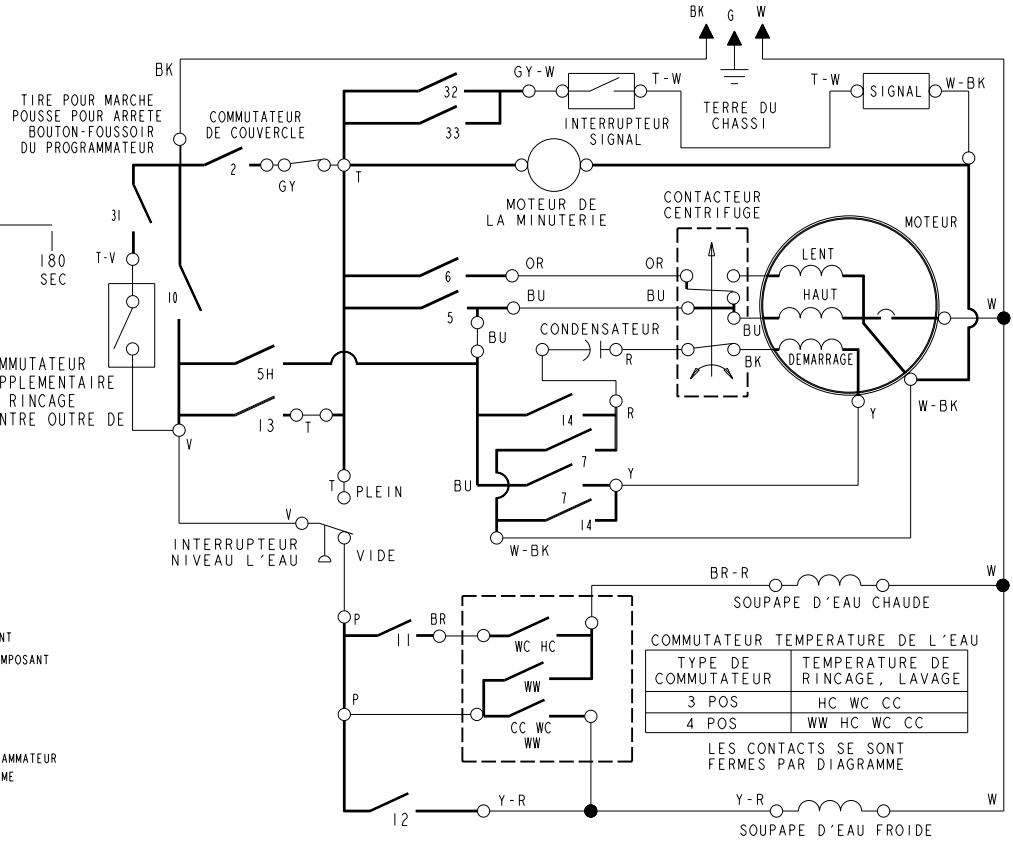 BK G W
BK
TIRE POUR MARCHE
POUSSE POUR ARRETE
BOUTON-FOUSSOIR
DU PROGRAMMATEUR
COMMUTATEUR
DE COUVERCLE
2
GY
T
32
33
GY-W
INTERRUPTEUR
SIGNAL
T-W
TERRE DU
CHASSI
T-W
SIGNAL
W-BK
MOTEUR DE
LA MINUTERIE
CONTACTEUR
CENTRIFUGE
MOTEUR
31
180
SEC
T-V
10
6
OR
OR
LENT
5
BU
BU
HAUT
BU
W
BU
CONDENSATEUR
R
BK
DEMARRAGE
MMUTATEUR
PPLEMENTAIRE
RINCAGE
NTRE OUTRE DE
5H
13
T
V
14
R
Y
W-BK
7
BU
7
Y
14
T
PLEIN
V
INTERRUPTEUR
NIVEAU L'EAU
VIDE
W-BK
BR-R
W
SOUPAPE D'EAU CHAUDE
P
11
BR
WC HC
WW
CC WC
WW
P
NT
MPOSANT
AMMATEUR
ME
COMMUTATEUR TEMPERATURE DE L'EAU
TYPE DE
COMMUTATEUR
TEMPERATURE DE
RINCAGE, LAVAGE
3 POS HC WC CC
4 POS WW HC WC CC
LES CONTACTS SE SONT
FERMES PAR DIAGRAMME
12
Y-R
Y-R
W
SOUPAPE D'EAU FROIDE